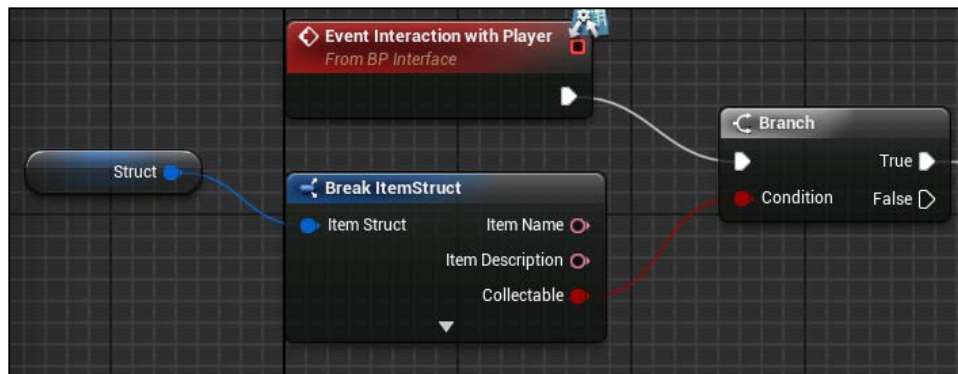 Event Interaction with Player
From BP Interface
Branch
True
Condition
False
Struct
Break ItemStruct
Item Struct
Item Name
Item Description
Collectable